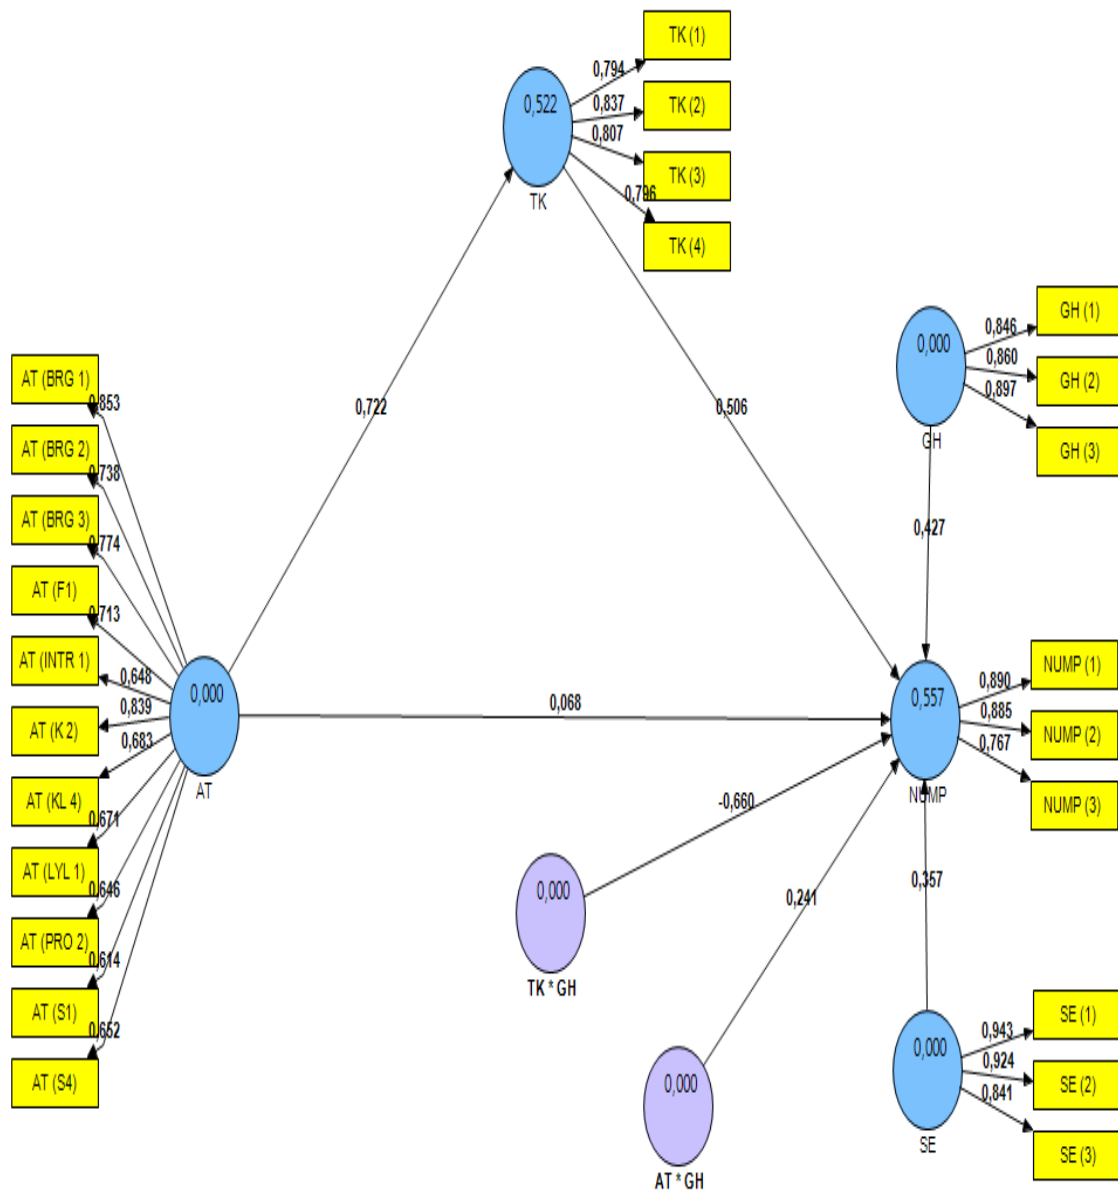 TK (1)
0,794
0,522
0,837
TK (2)
0,807
TK (3)
0,796
TK
TK (4)
GH (1)
0,846
0,000
0,860
GH (2)
0,897
GH
GH (3)
AT (BRG 1)
0,853
0,722
0,506
AT (BRG 2)
0,738
AT (BRG 3)
0,774
0,427
AT (F1)
0,713
AT (INTR 1)
0,648
0,000
0,839
AT (K 2)
0,683
AT
0,068
0,557
0,890
NUMP (1)
0,885
NUMP (2)
0,767
NUMP
NUMP (3)
AT (KL 4)
0,671
-0,660
AT (LYL 1)
0,646
0,000
0,241
0,357
AT (PRO 2)
0,614
TK * GH
AT (S1)
0,652
AT (S4)
0,000
AT * GH
0,000
0,943
SE (1)
0,924
SE (2)
0,841
SE
SE (3)